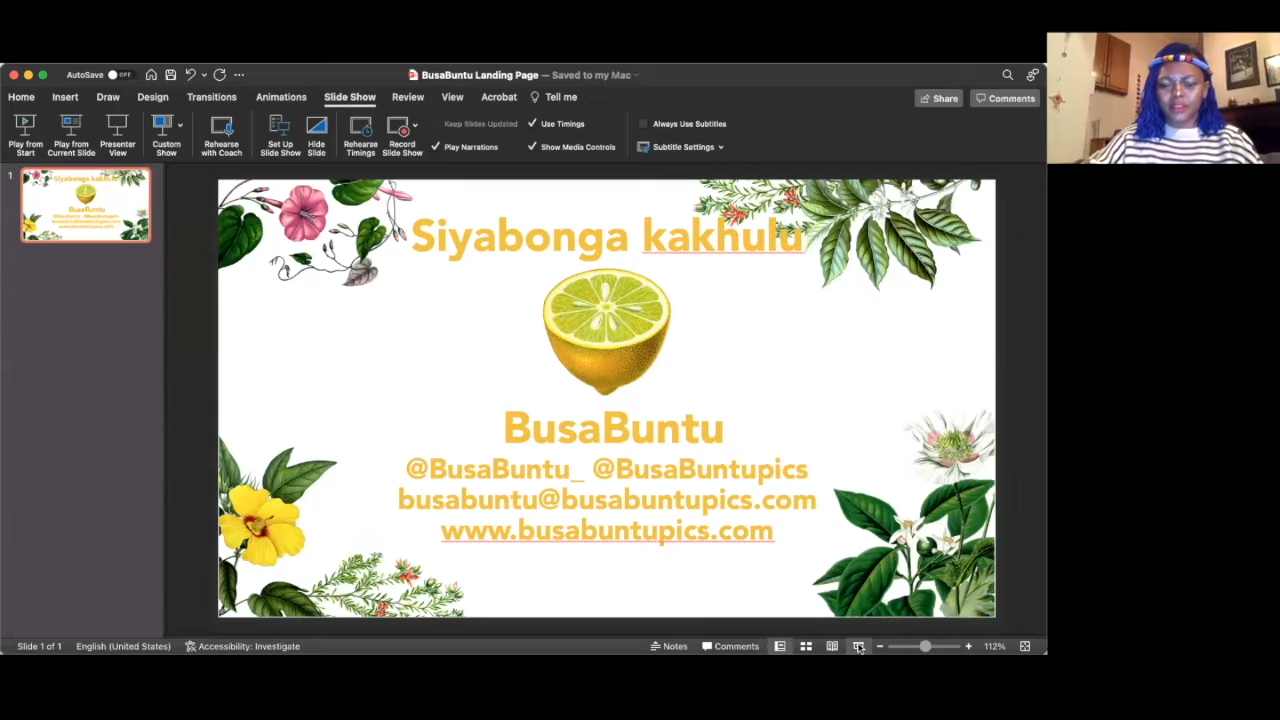 AutoSave OFF
BusaBuntu Landing Page — Saved to my Mac
Home Insert Draw Design Transitions Animations Slide Show Review View Acrobat Tell me
Share Comments
Play from Start
Play from Current Slide
Presenter View
Custom Show
Rehearse with Coach
Set Up Slide Show
Hide Slide
Rehearse Timings
Record Slide Show
Keep Slides Updated
Use Timings
Play Narrations
Show Media Controls
Always Use Subtitles
Subtitle Settings
1
Siyabonga kakhulu
BusaBuntu
Siyabonga kakhulu
BusaBuntu
@BusaBuntu_ @BusaBuntupics
busabuntu@busabuntupics.com
www.busabuntupics.com
Slide 1 of 1 English (United States) Accessibility: Investigate Notes Comments 112%